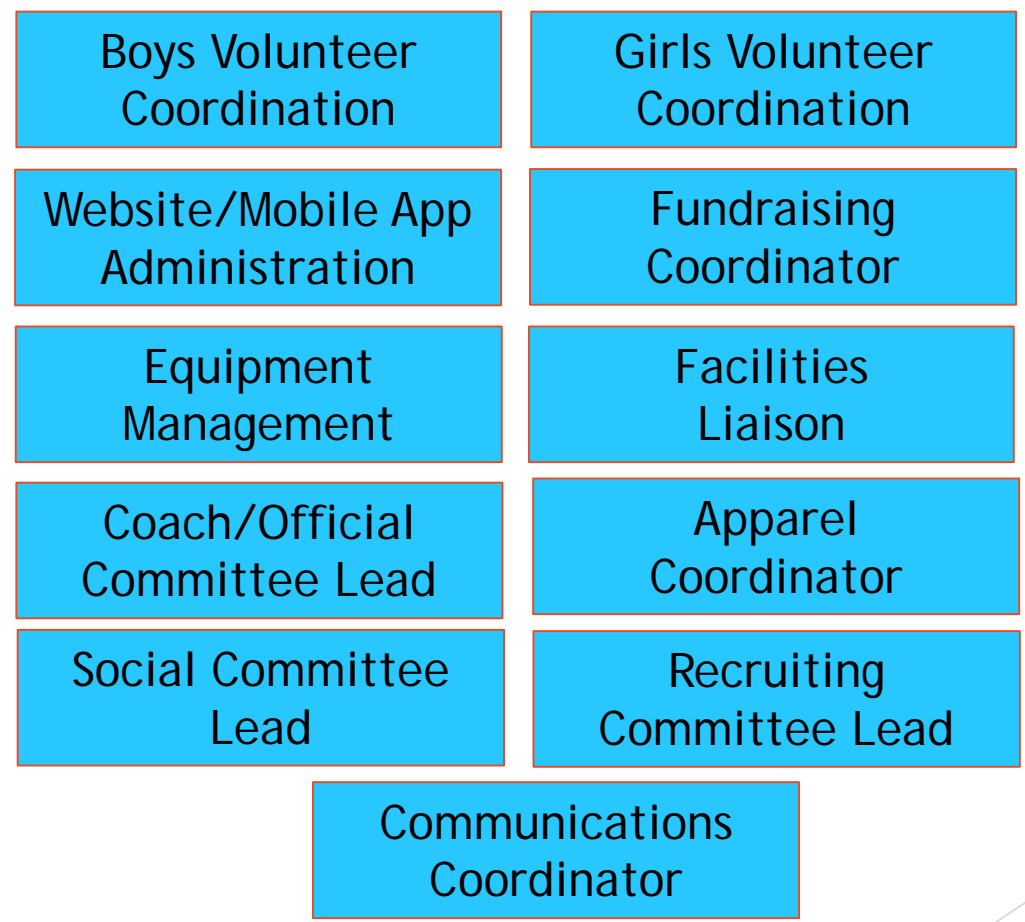 Boys Volunteer
Coordination
Girls Volunteer
Coordination
Website/Mobile App
Administration
Fundraising
Coordinator
Equipment
Management
Facilities
Liaison
Coach/Official
Committee Lead
Apparel
Coordinator
Social Committee
Lead
Recruiting
Committee Lead
Communications
Coordinator